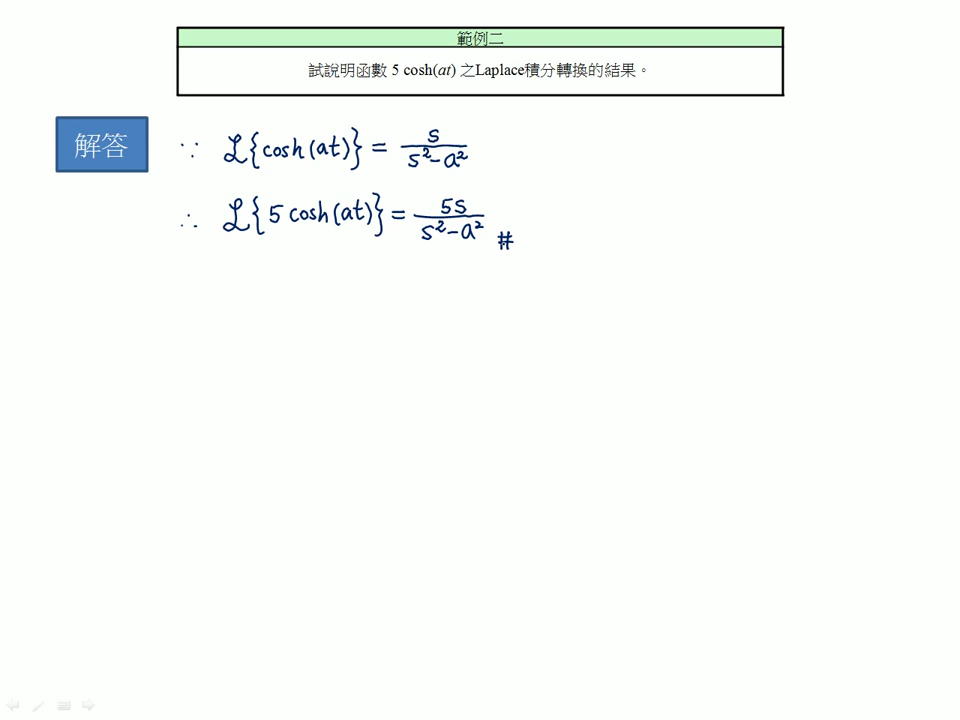 範例二
試說明函數 5 cosh(at) 之Laplace積分轉換的結果。
解答
∵ ℒ{cosh(at)} = s/(s²-a²)
∴ ℒ{5 cosh(at)} = 5s/(s²-a²) #